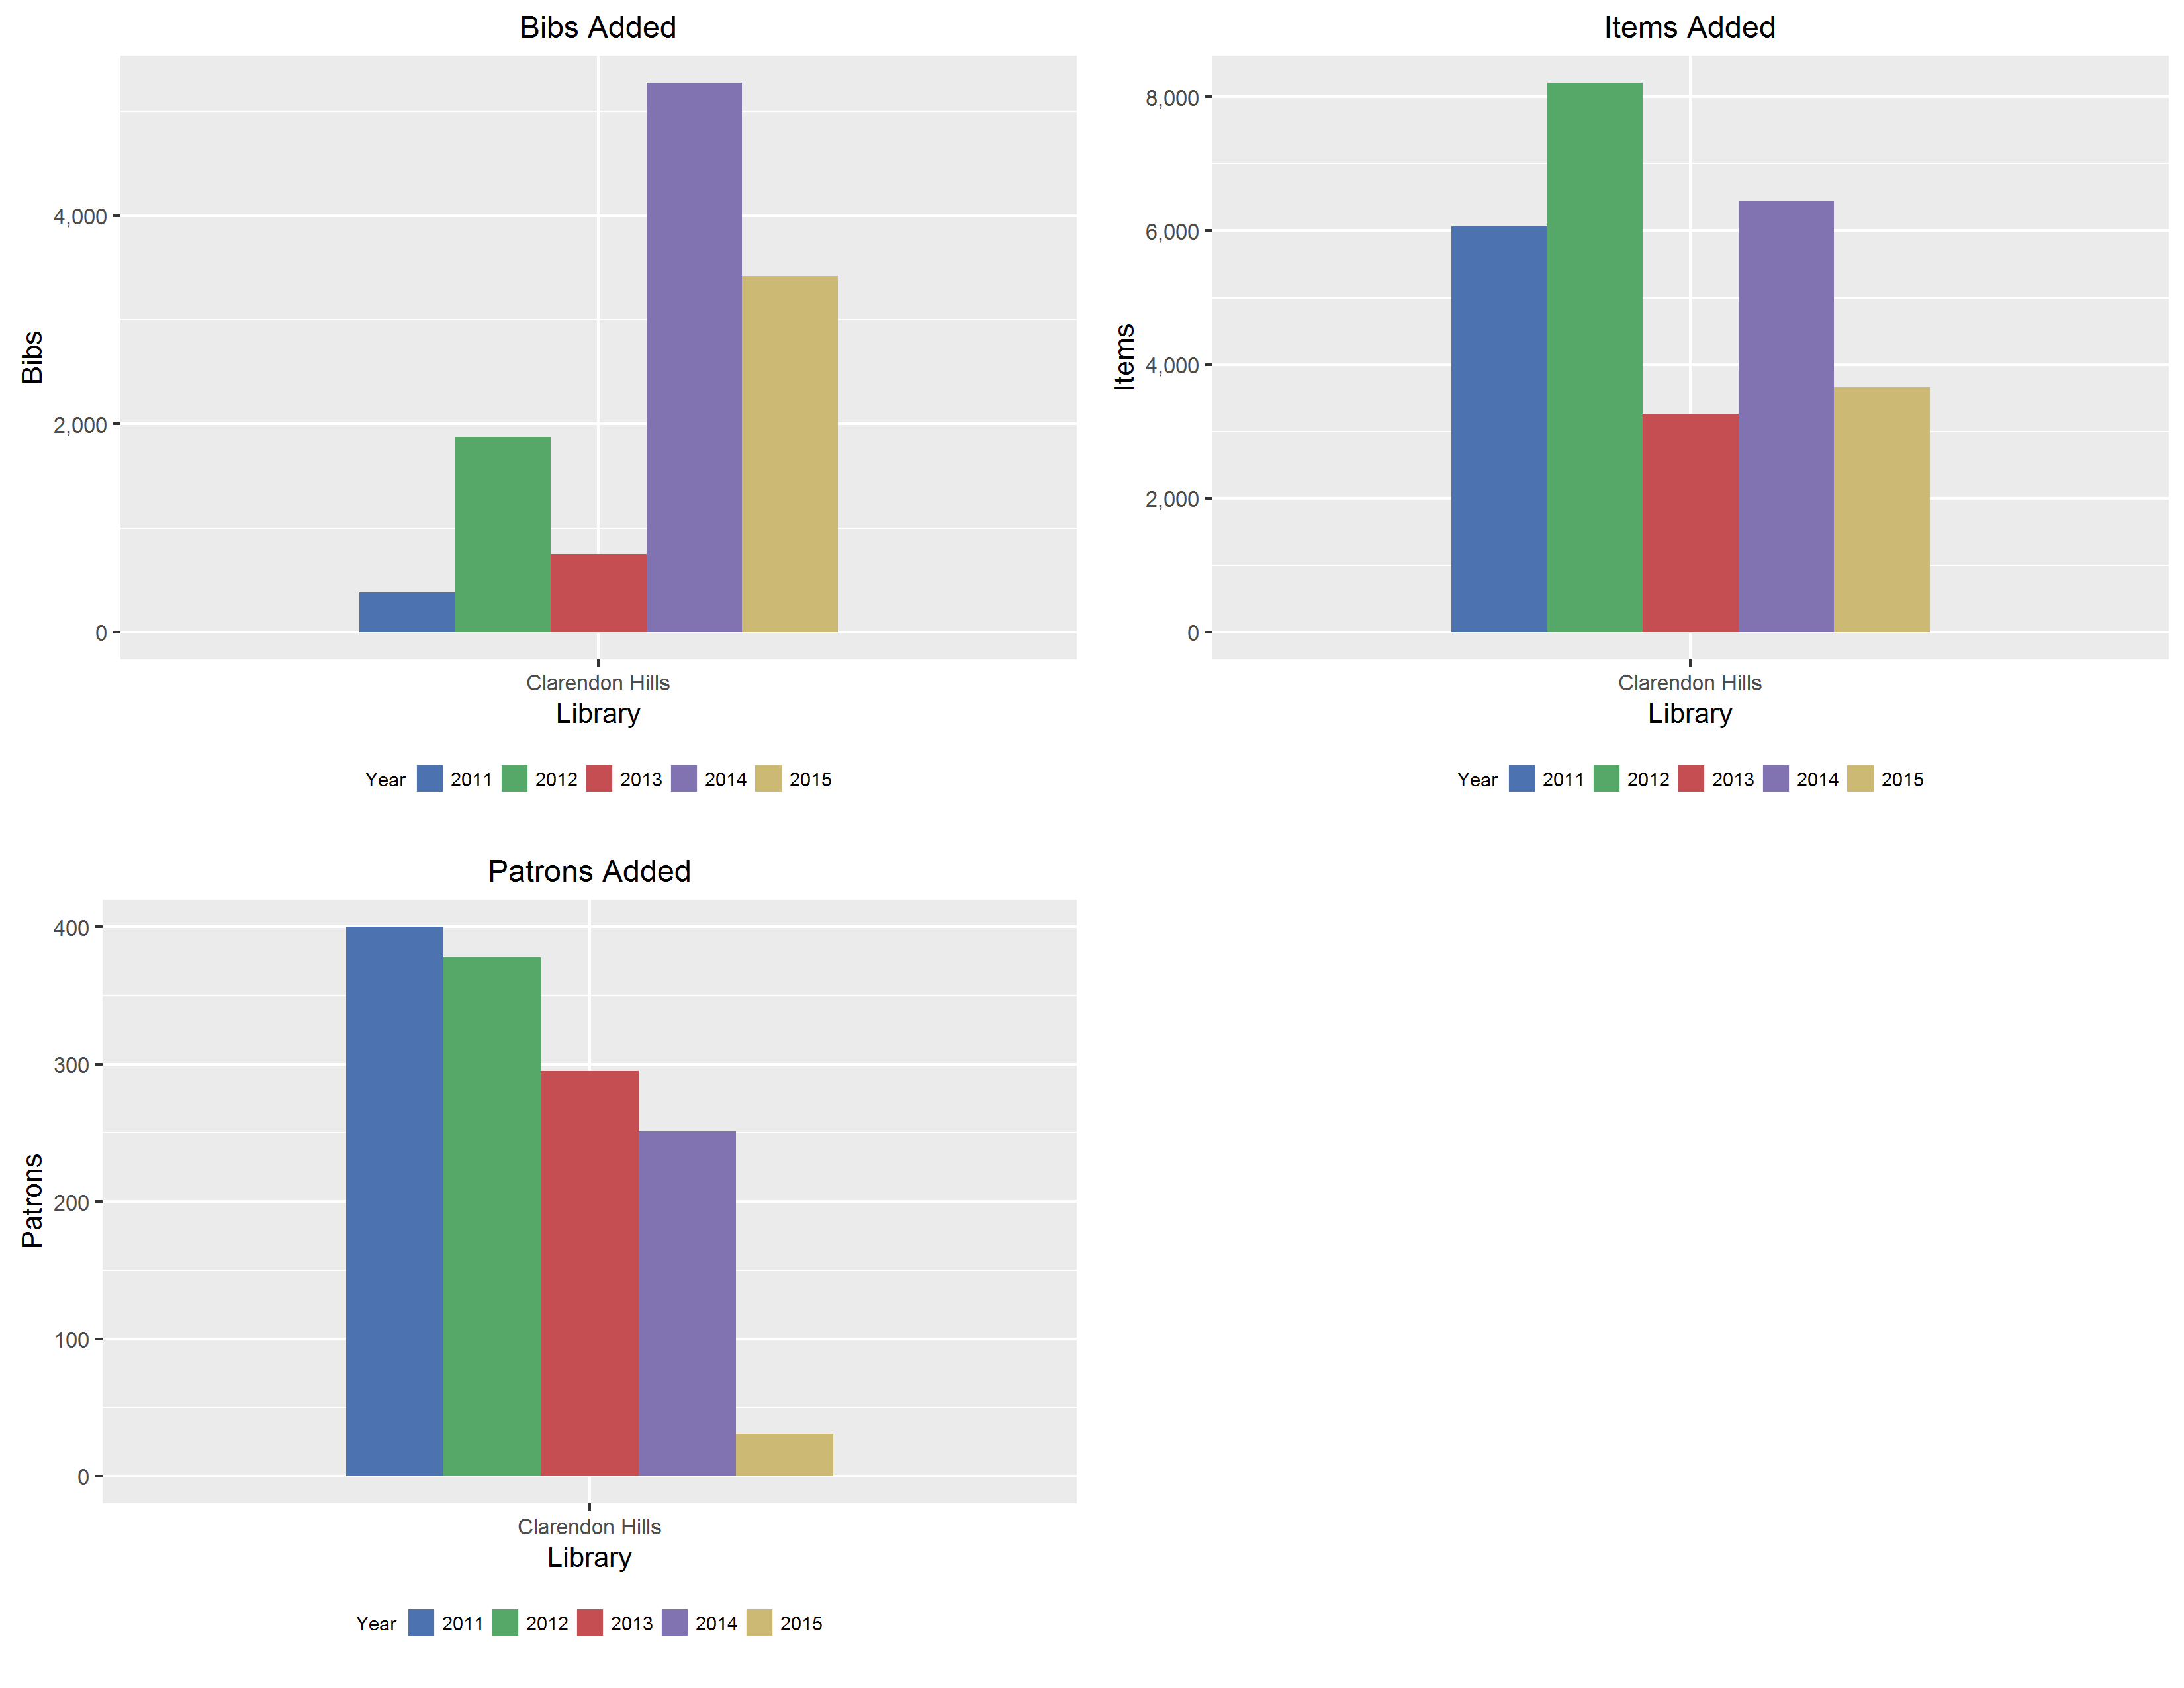 Bibs Added
Bibs
4,000
2,000
0
Clarendon Hills
Library
Year 2011 2012 2013 2014 2015
Items Added
Items
8,000
6,000
4,000
2,000
0
Clarendon Hills
Library
Year 2011 2012 2013 2014 2015
Patrons Added
Patrons
400
300
200
100
0
Clarendon Hills
Library
Year 2011 2012 2013 2014 2015